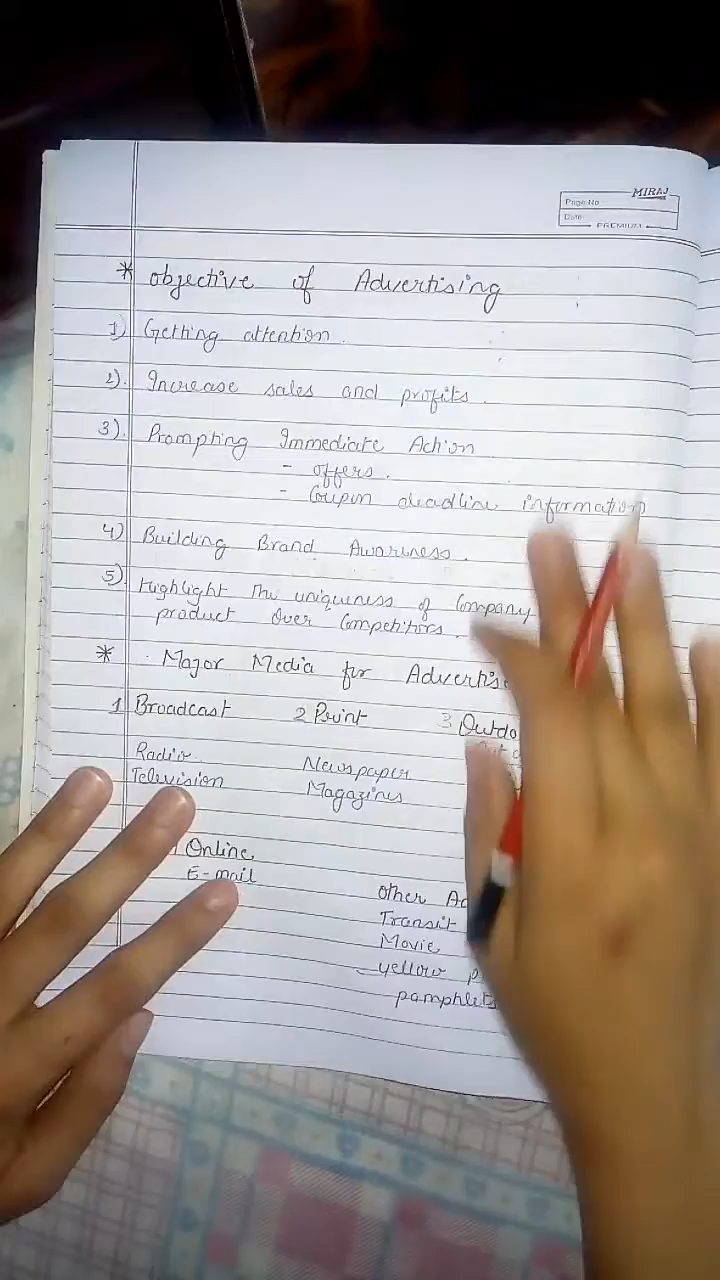 MIRAJ
Page No
Date
PREMIUM
* Objective of Advertising
1) Getting attention.
2). Increase sales and profits.
3). Prompting Immediate Action
- offers.
- Coupon deadline information
4) Building Brand Awareness.
5). Highlight The uniqueness of Company
product over Competitors.
* Major Media for Advertis
1 Broadcast 2 Print 3 Outdo
Radio. Newspaper
Television Magazines
Online
E-mail
other Ad
Transit
Movie
yellow p
pamphlets